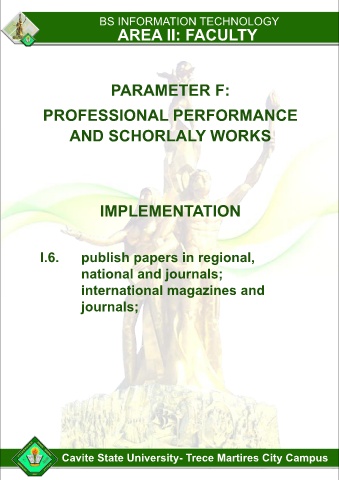 BS INFORMATION TECHNOLOGY
AREA II: FACULTY
PARAMETER F:
PROFESSIONAL PERFORMANCE
AND SCHORLALY WORKS
IMPLEMENTATION
I.6. publish papers in regional,
national and journals;
international magazines and
journals;
Cavite State University- Trece Martires City Campus